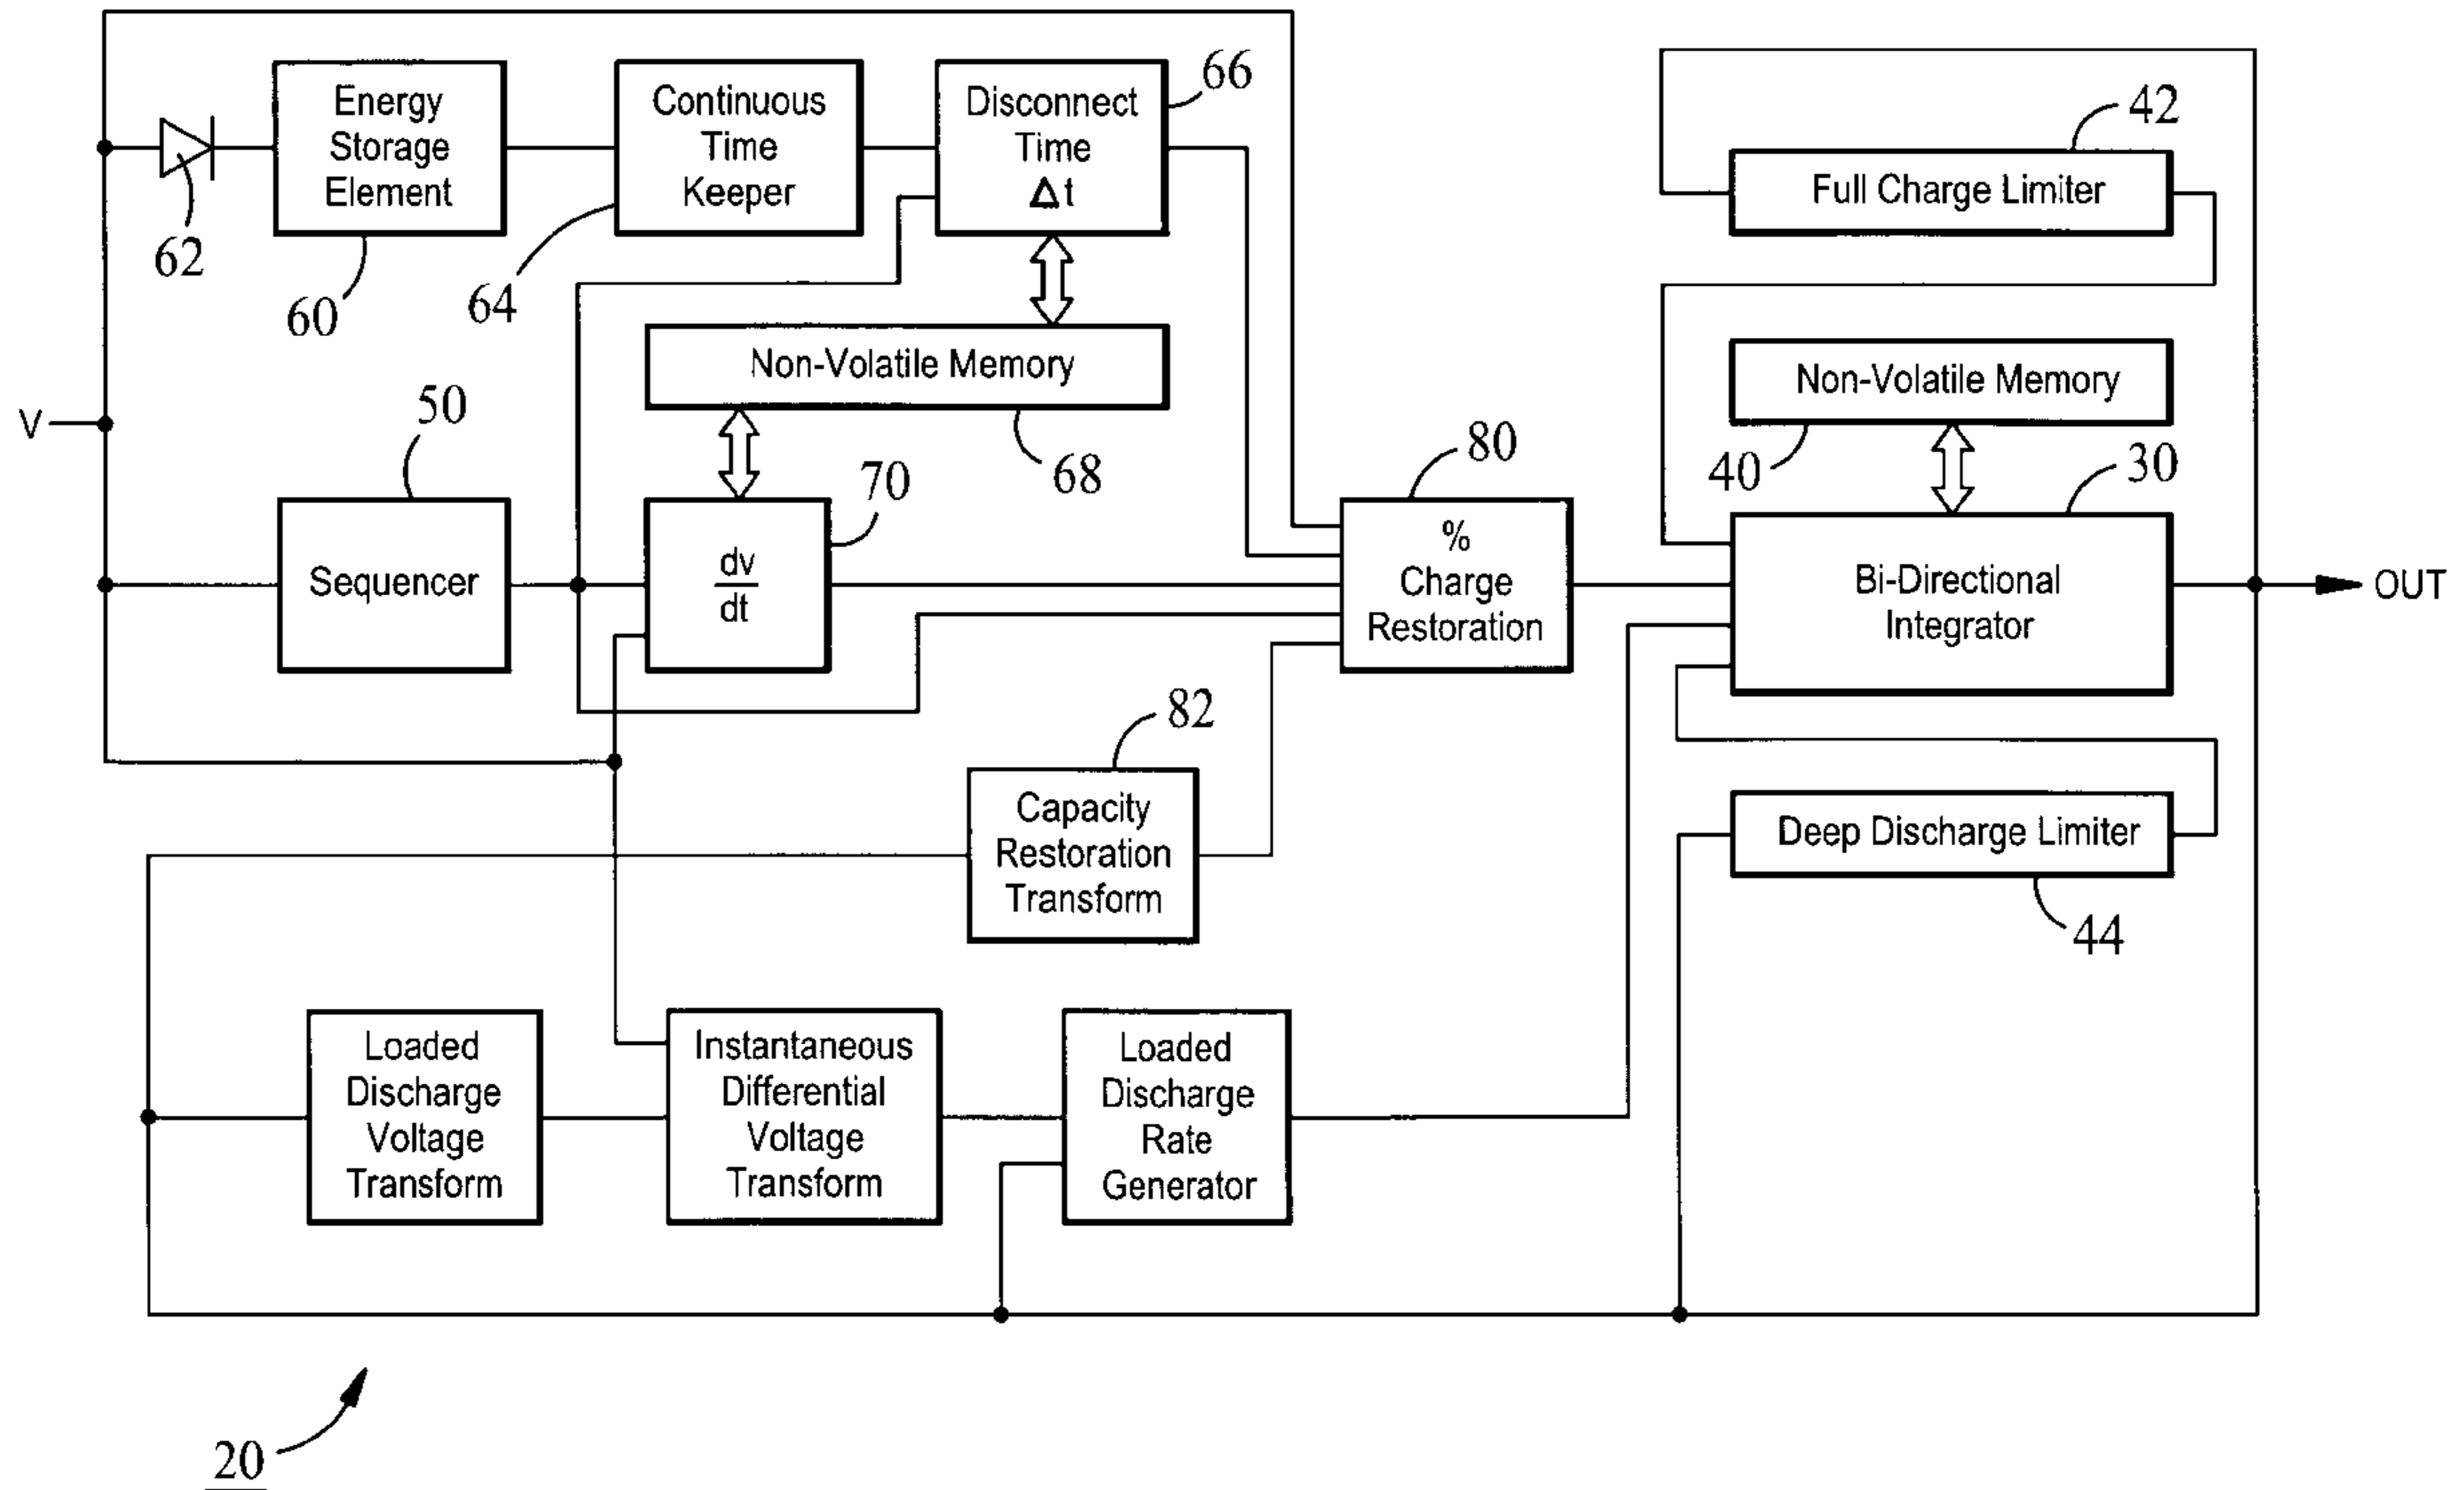 66
42
Energy
Storage
Element
Continuous
Time
Keeper
Disconnect
Time
Δt
Full Charge Limiter
62
60
64
Non-Volatile Memory
Non-Volatile Memory
V
50
68
70
80
40
30
Sequencer
dv
dt
%
Charge
Restoration
Bi-Directional
Integrator
OUT
82
Capacity
Restoration
Transform
Deep Discharge Limiter
44
Loaded
Discharge
Voltage
Transform
Instantaneous
Differential
Voltage
Transform
Loaded
Discharge
Rate
Generator
20